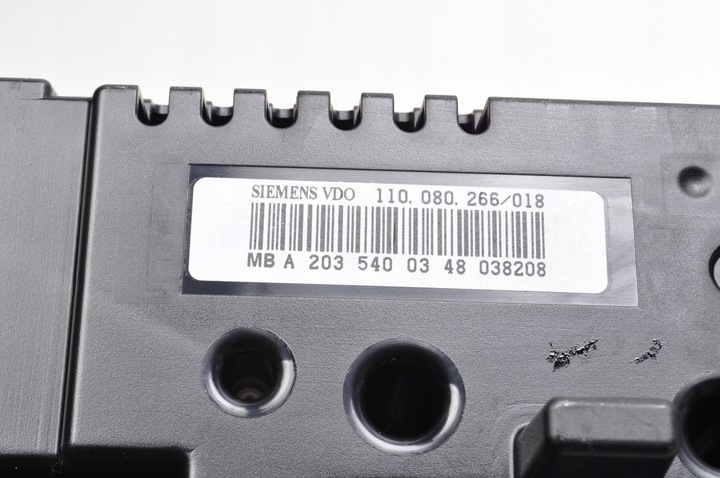 SIEMENS VDO 110.080.266/018
MB A 203 540 03 48 038208